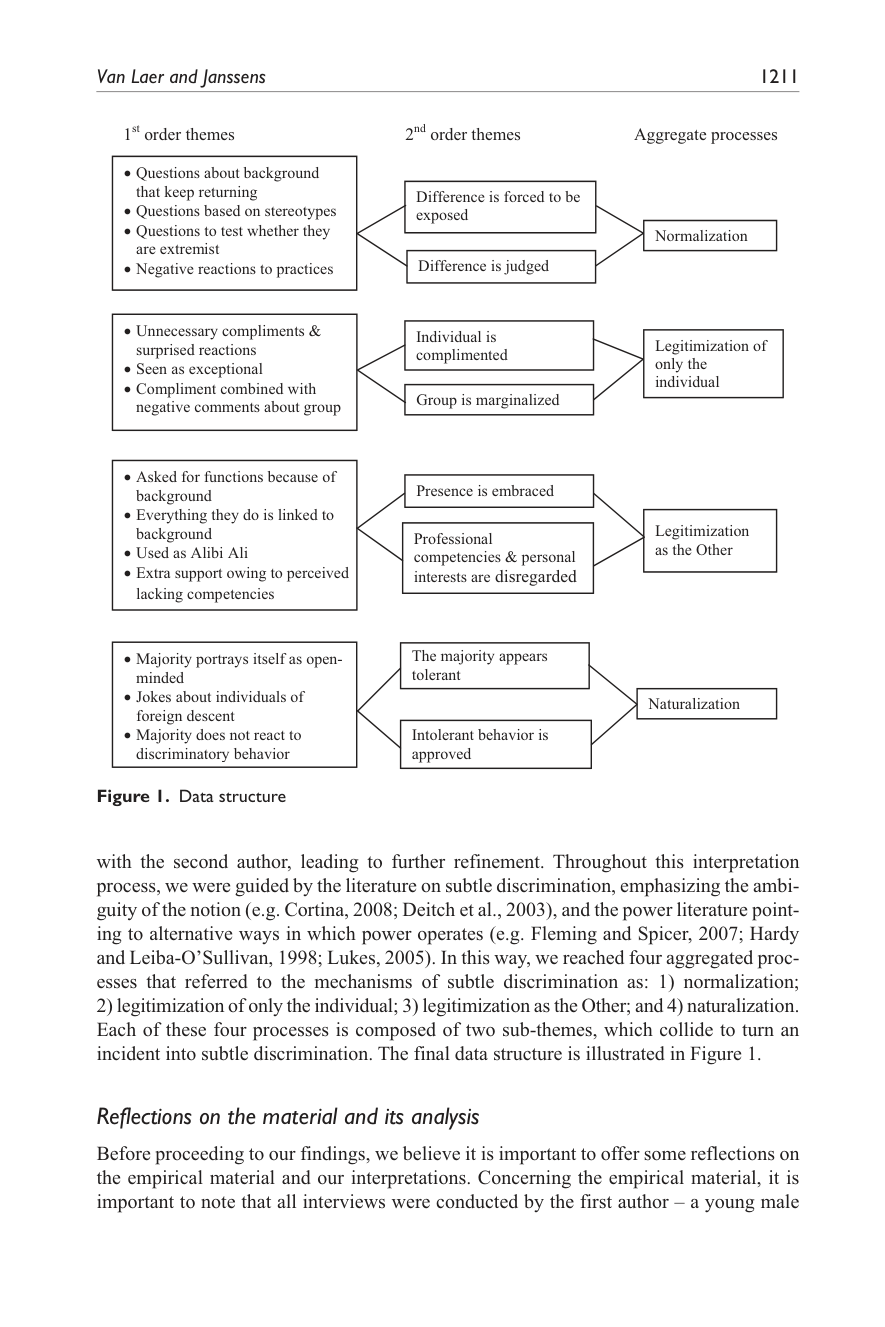 Van Laer and Janssens 1211
1st order themes 2nd order themes Aggregate processes
• Questions about background
that keep returning
• Questions based on stereotypes
• Questions to test whether they
are extremist
• Negative reactions to practices
Difference is forced to be
exposed
Difference is judged
Normalization
• Unnecessary compliments &
surprised reactions
• Seen as exceptional
• Compliment combined with
negative comments about group
Individual is
complimented
Group is marginalized
Legitimization of
only the
individual
• Asked for functions because of
background
• Everything they do is linked to
background
• Used as Alibi Ali
• Extra support owing to perceived
lacking competencies
Presence is embraced
Professional
competencies & personal
interests are disregarded
Legitimization
as the Other
• Majority portrays itself as open-
minded
• Jokes about individuals of
foreign descent
• Majority does not react to
discriminatory behavior
The majority appears
tolerant
Intolerant behavior is
approved
Naturalization
Figure 1. Data structure
with the second author, leading to further refinement. Throughout this interpretation
process, we were guided by the literature on subtle discrimination, emphasizing the ambi-
guity of the notion (e.g. Cortina, 2008; Deitch et al., 2003), and the power literature point-
ing to alternative ways in which power operates (e.g. Fleming and Spicer, 2007; Hardy
and Leiba-O’Sullivan, 1998; Lukes, 2005). In this way, we reached four aggregated proc-
esses that referred to the mechanisms of subtle discrimination as: 1) normalization;
2) legitimization of only the individual; 3) legitimization as the Other; and 4) naturalization.
Each of these four processes is composed of two sub-themes, which collide to turn an
incident into subtle discrimination. The final data structure is illustrated in Figure 1.
Reflections on the material and its analysis
Before proceeding to our findings, we believe it is important to offer some reflections on
the empirical material and our interpretations. Concerning the empirical material, it is
important to note that all interviews were conducted by the first author – a young male